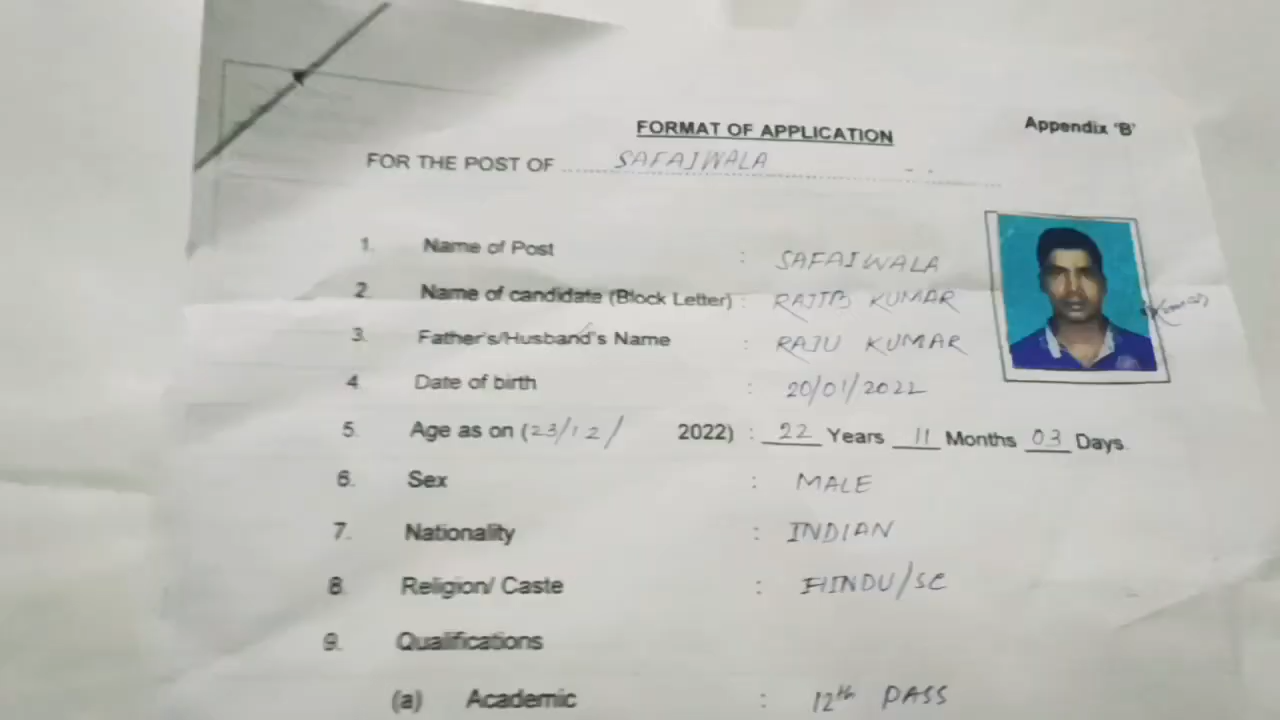 Appendix 'B'
FORMAT OF APPLICATION
FOR THE POST OF SAFAIWALA
1. Name of Post : SAFAIWALA
2. Name of candidate (Block Letter) : RAJIB KUMAR
3. Father's/Husband's Name : RAJU KUMAR
4. Date of birth : 20/01/2022
5. Age as on (23/12/ 2022) : 22 Years 11 Months 03 Days.
6. Sex : MALE
7. Nationality : INDIAN
8. Religion/ Caste : HINDU/SC
9. Qualifications
(a) Academic : 12th PASS